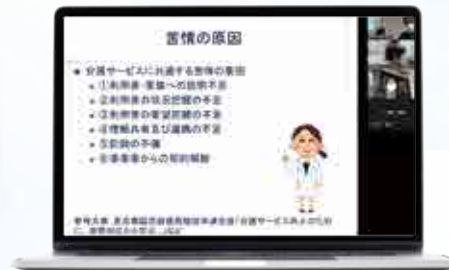 苦情の原因
介護サービスに共通する苦情の要因
①利用者・家族への説明不足
②利用者の状況把握の不足
③利用者の要望把握の不足
④情報共有及び連携の不足
⑤記録の不備
⑥事業者からの契約解除